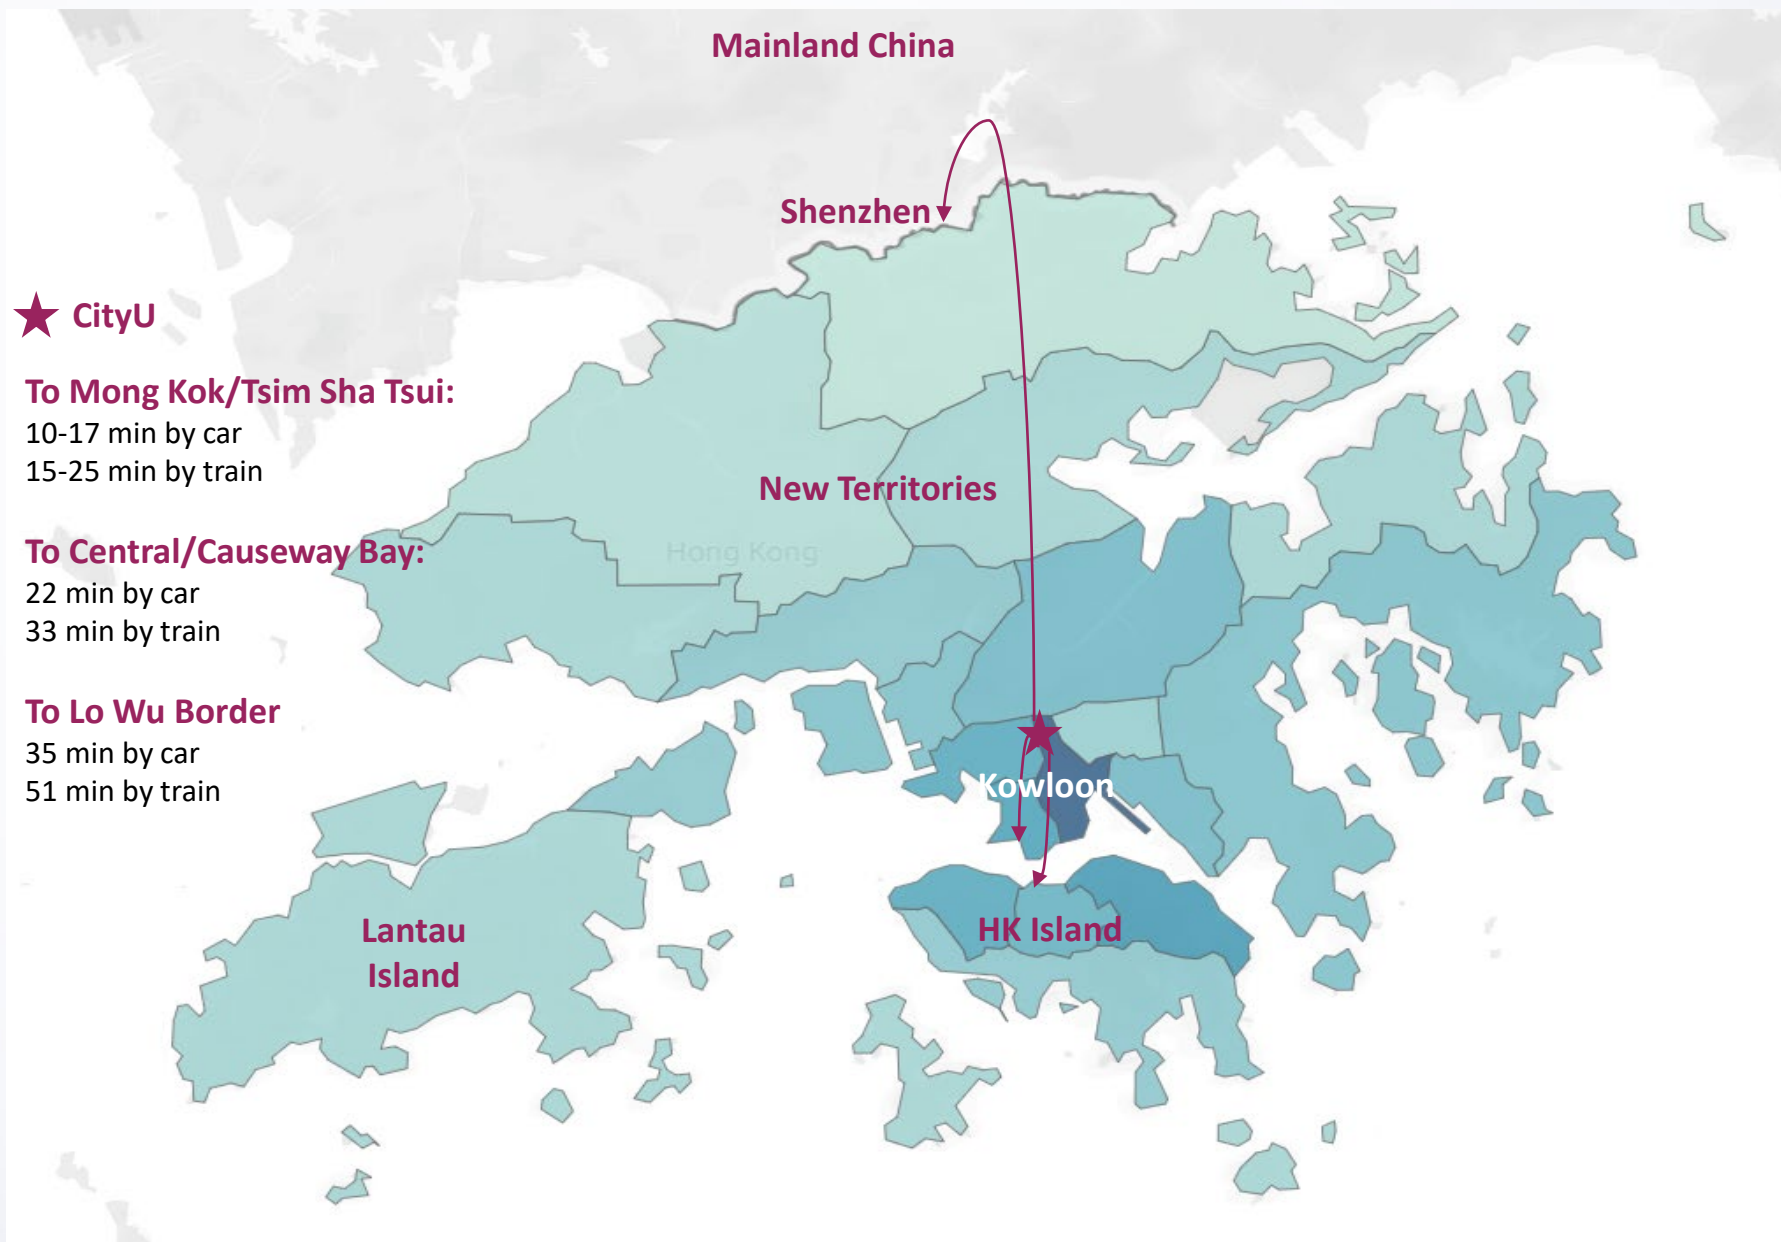 Mainland China
Shenzhen
CityU
To Mong Kok/Tsim Sha Tsui:
10-17 min by car
15-25 min by train
New Territories
Hong Kong
To Central/Causeway Bay:
22 min by car
33 min by train
To Lo Wu Border
35 min by car
51 min by train
Kowloon
HK Island
Lantau
Island